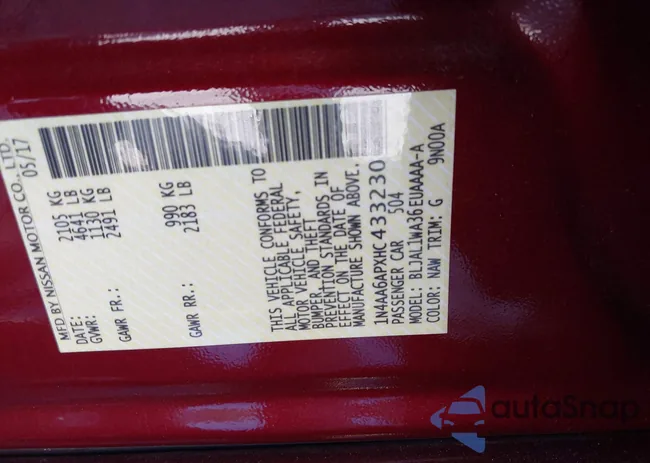 MFD BY NISSAN MOTOR CO., LTD.
DATE: 05/17
GVWR: 2105 KG
4641 LB
GAWR FR: 1130 KG
2491 LB
GAWR RR: 990 KG
2183 LB
THIS VEHICLE CONFORMS TO
ALL APPLICABLE FEDERAL
MOTOR VEHICLE SAFETY,
BUMPER, AND THEFT
PREVENTION STANDARDS IN
EFFECT ON THE DATE OF
MANUFACTURE SHOWN ABOVE.
1N4AA6APXHC433230
PASSENGER CAR 504
MODEL: BLJAL1WA36EUAAAA-A
COLOR: NAW TRIM: G 9N00A
autoSnap